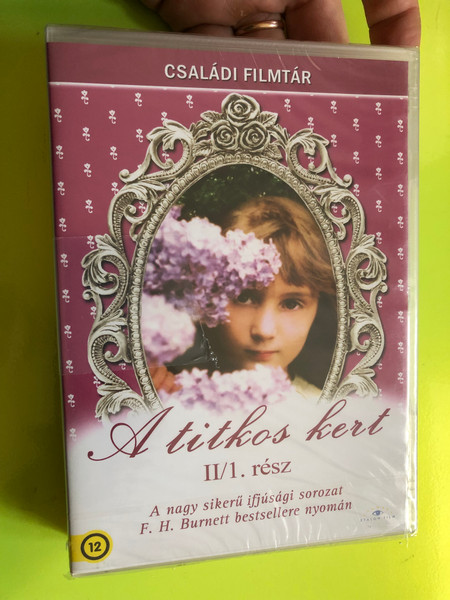 CSALÁDI FILMTÁR
A titkos kert
II/1. rész
A nagy sikerű ifjúsági sorozat
F. H. Burnett bestsellere nyomán
12